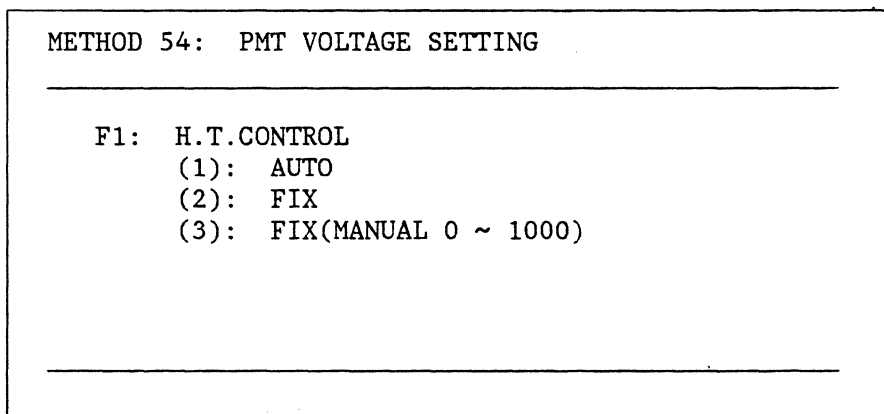 METHOD 54: PMT VOLTAGE SETTING
F1: H.T.CONTROL
(1): AUTO
(2): FIX
(3): FIX(MANUAL 0 ~ 1000)